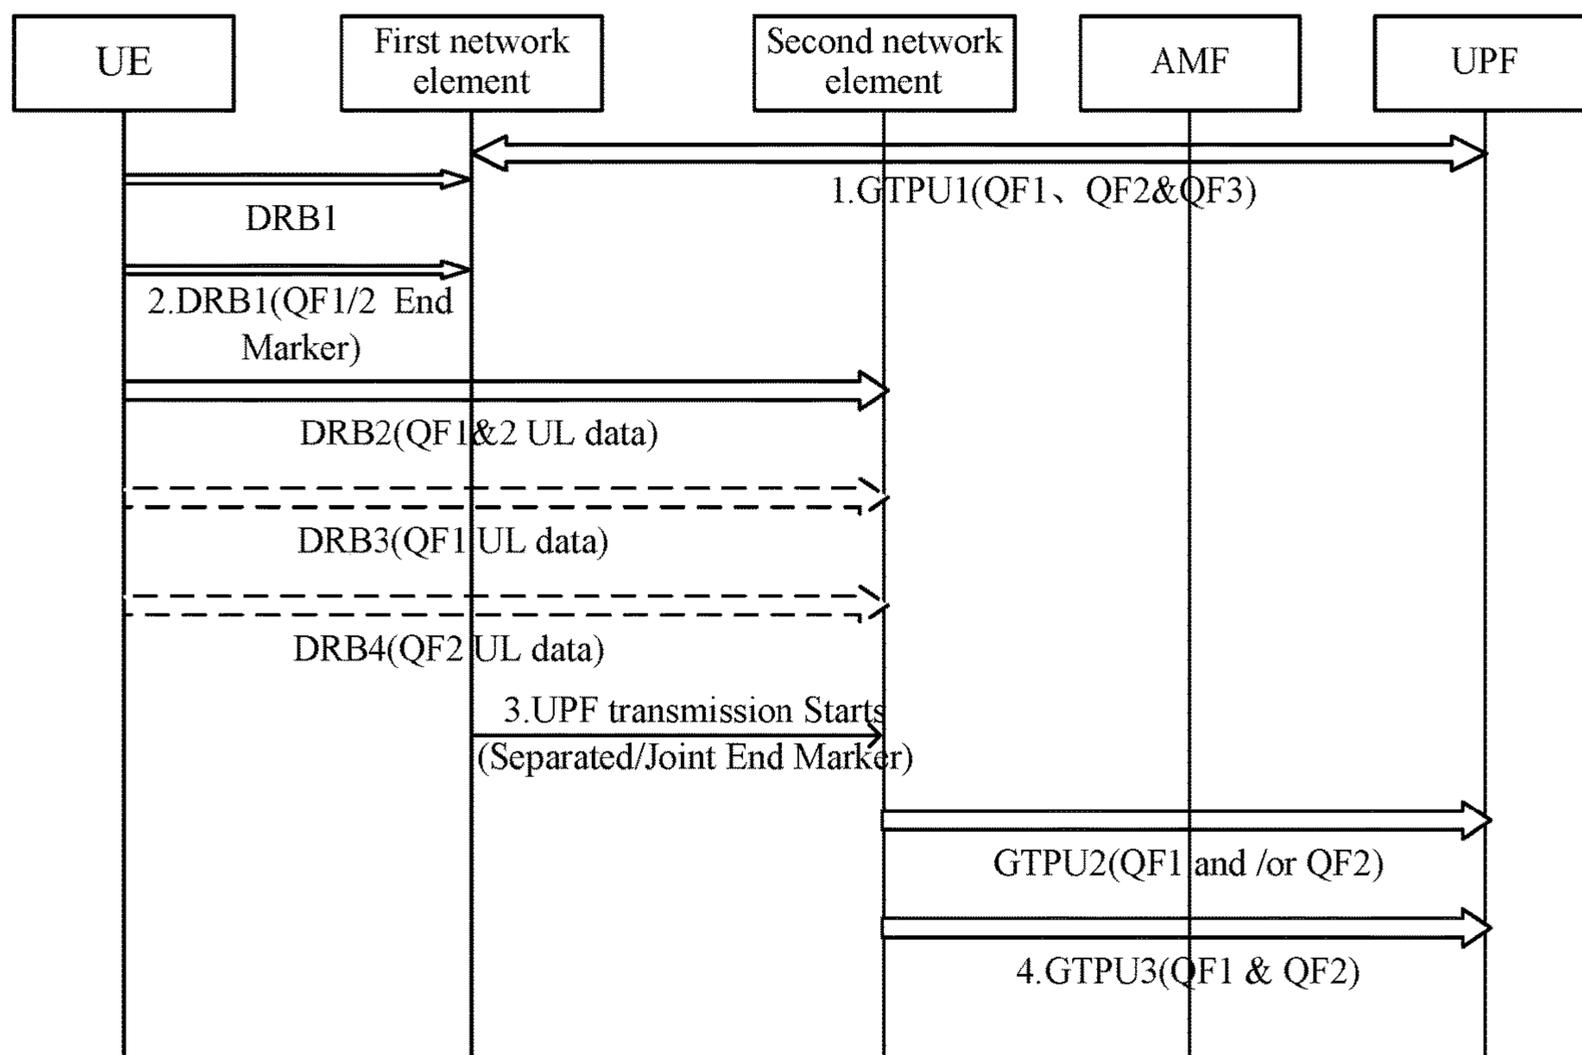 UE
First network
element
Second network
element
AMF
UPF
1.GTPU1(QF1、QF2&QF3)
DRB1
2.DRB1(QF1/2 End
Marker)
DRB2(QF1&2 UL data)
DRB3(QF1 UL data)
DRB4(QF2 UL data)
3.UPF transmission Starts
(Separated/Joint End Marker)
GTPU2(QF1 and /or QF2)
4.GTPU3(QF1 & QF2)